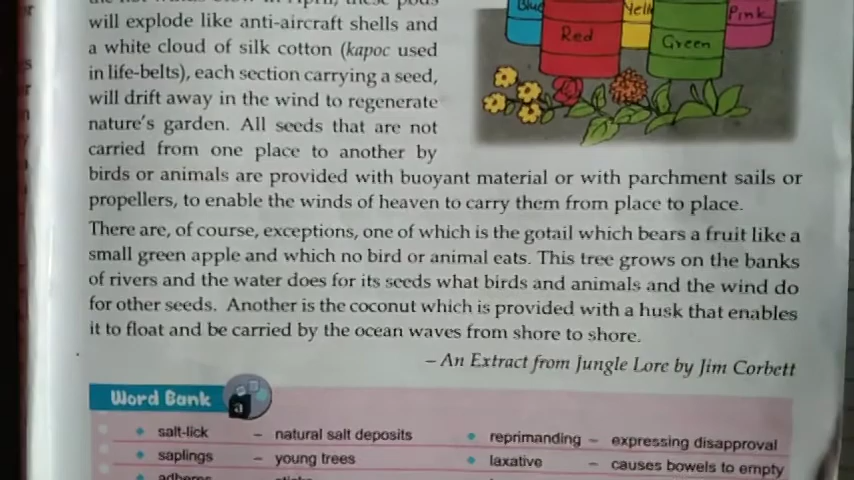 will explode like anti-aircraft shells and
a white cloud of silk cotton (kapoc used
in life-belts), each section carrying a seed,
will drift away in the wind to regenerate
nature's garden. All seeds that are not
carried from one place to another by
birds or animals are provided with buoyant material or with parchment sails or
propellers, to enable the winds of heaven to carry them from place to place.
There are, of course, exceptions, one of which is the gotail which bears a fruit like a
small green apple and which no bird or animal eats. This tree grows on the banks
of rivers and the water does for its seeds what birds and animals and the wind do
for other seeds. Another is the coconut which is provided with a husk that enables
it to float and be carried by the ocean waves from shore to shore.
– An Extract from Jungle Lore by Jim Corbett
Blue
Red
Green
Pink
Word Bank
a
salt-lick – natural salt deposits
saplings – young trees
reprimanding – expressing disapproval
laxative – causes bowels to empty